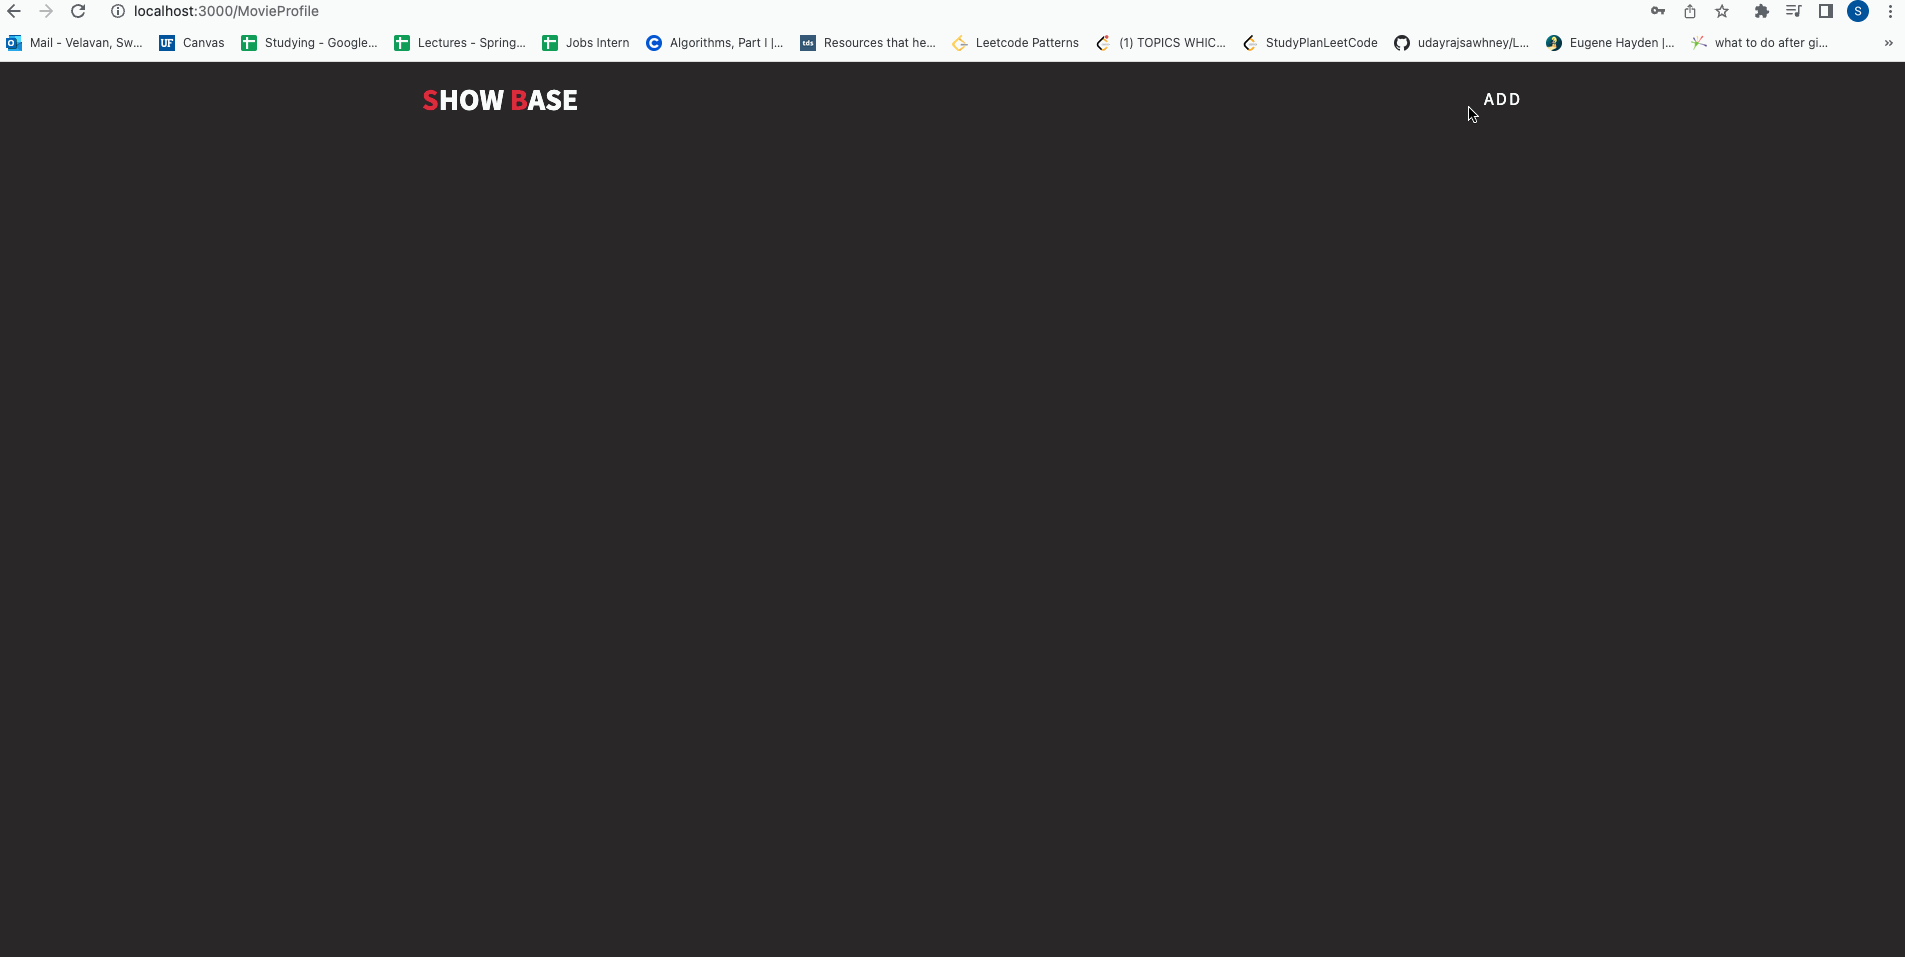 localhost:3000/MovieProfile
S
Mail - Velavan, Sw... UF Canvas Studying - Google... Lectures - Spring... Jobs Intern Algorithms, Part I |... tds Resources that he... Leetcode Patterns (1) TOPICS WHIC... StudyPlanLeetCode udayrajsawhney/L... Eugene Hayden |... what to do after gi... »
SHOW BASE ADD